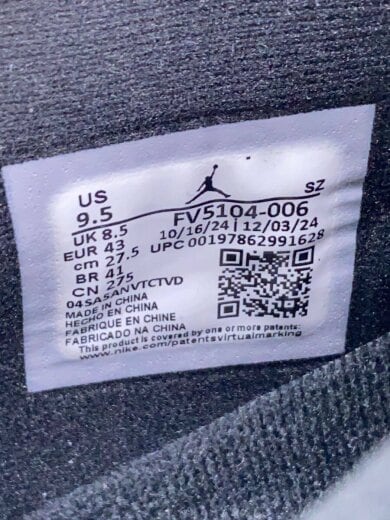 US
9.5
SZ
UK 8.5
FV5104-006
EUR 43
10/16/24 | 12/03/24
cm 27.5
UPC 00197862991628
BR 41
CN 275
04SA5ANVTCTVD
MADE IN CHINA
HECHO EN CHINA
FABRIQUE EN CHINE
FABRICADO NA CHINA
This product is covered by one or more patents:
www.nike.com/patentsvirtualmarking